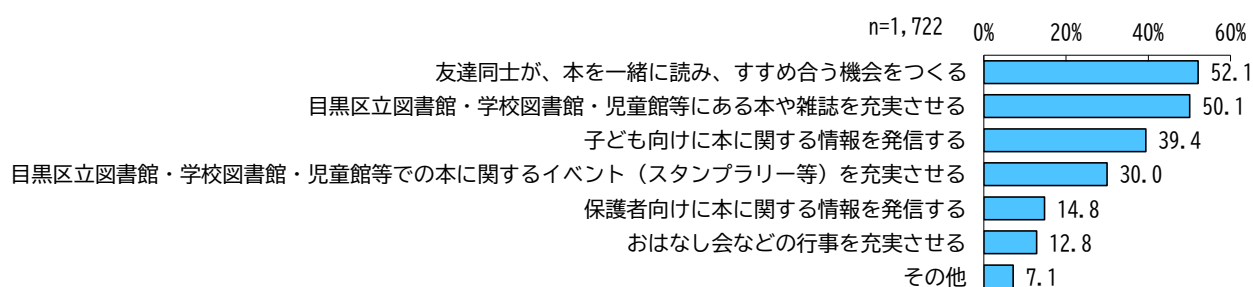 n=1,722 0% 20% 40% 60%
友達同士が、本を一緒に読み、すすめ合う機会をつくる 52.1
目黒区立図書館・学校図書館・児童館等にある本や雑誌を充実させる 50.1
子ども向けに本に関する情報を発信する 39.4
目黒区立図書館・学校図書館・児童館等での本に関するイベント（スタンプラリー等）を充実させる 30.0
保護者向けに本に関する情報を発信する 14.8
おはなし会などの行事を充実させる 12.8
その他 7.1